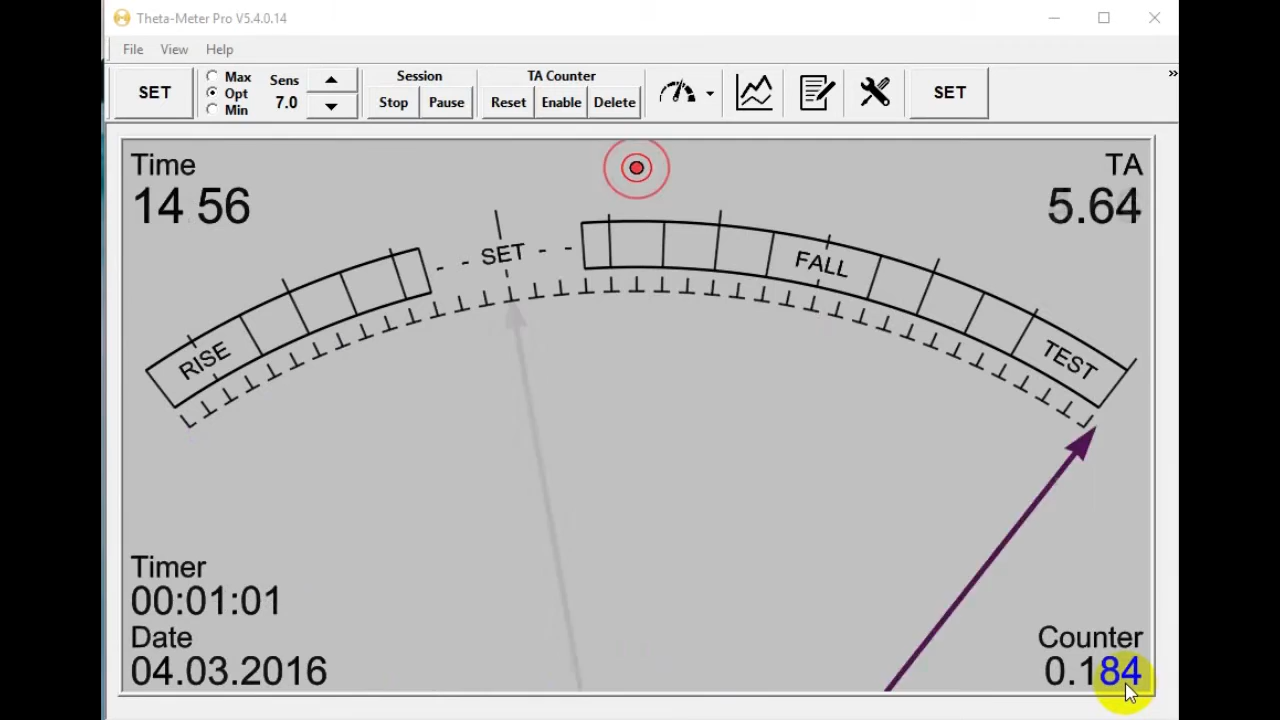 Theta-Meter Pro V5.4.0.14
File View Help
SET Max Opt Min Sens 7.0 Session Stop Pause TA Counter Reset Enable Delete SET »
Time TA
14 56 5.64
SET
FALL
RISE
TEST
Timer
00:01:01
Date Counter
04.03.2016 0.184